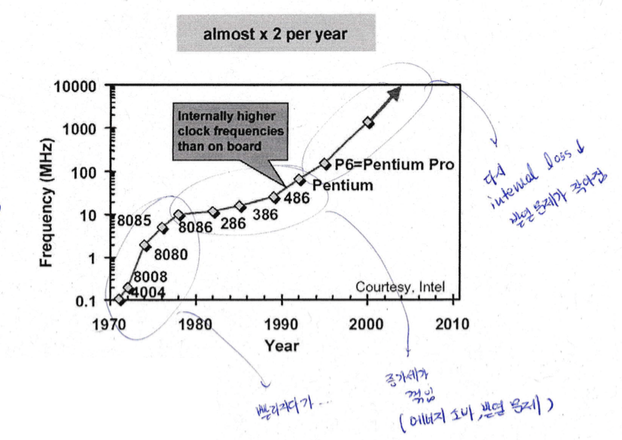 almost x 2 per year
10000
1000
100
10
1
0.1
Frequency (MHz)
Internally higher
clock frequencies
than on board
P6=Pentium Pro
Pentium
486
386
286
8086
8085
8080
8008
4004
Courtesy, Intel
1970 1980 1990 2000 2010
Year
다시
internal loss ↓
발열 문제가 작아짐
빨라지다가...
증가세가
적임
(에너지 소비, 발열 문제)